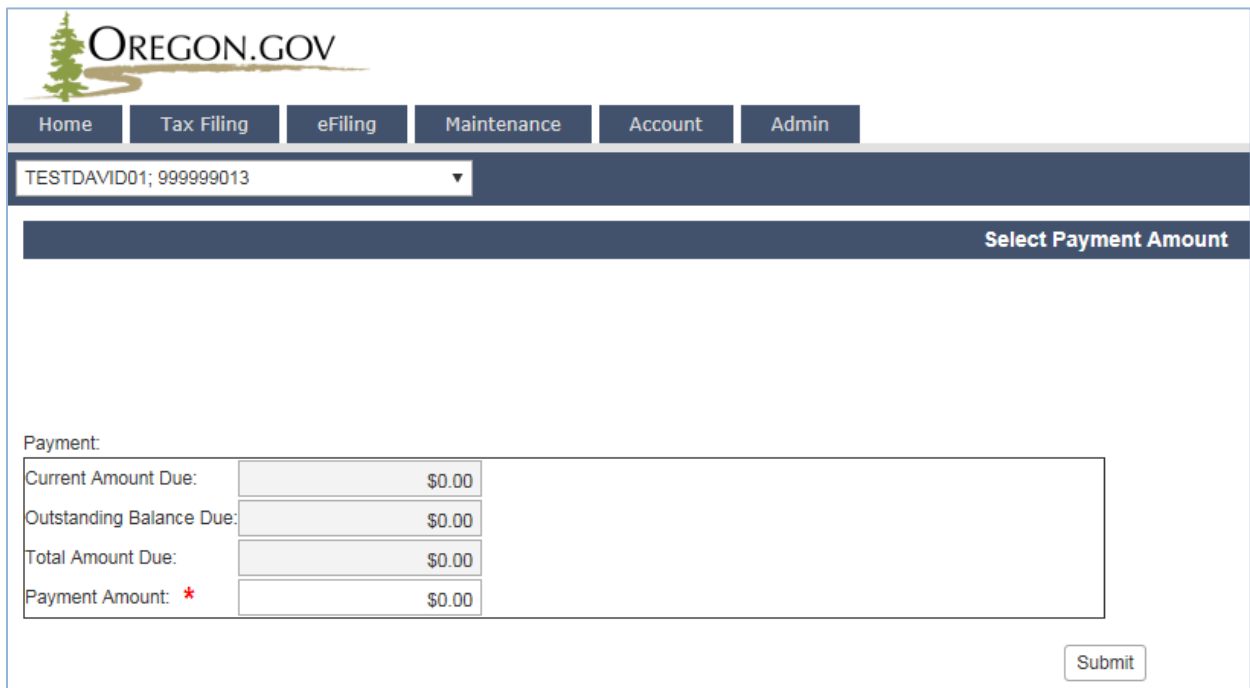 OREGON.GOV
Home Tax Filing eFiling Maintenance Account Admin
TESTDAVID01; 999999013
Select Payment Amount
Payment:
Current Amount Due: $0.00
Outstanding Balance Due: $0.00
Total Amount Due: $0.00
Payment Amount: * $0.00
Submit